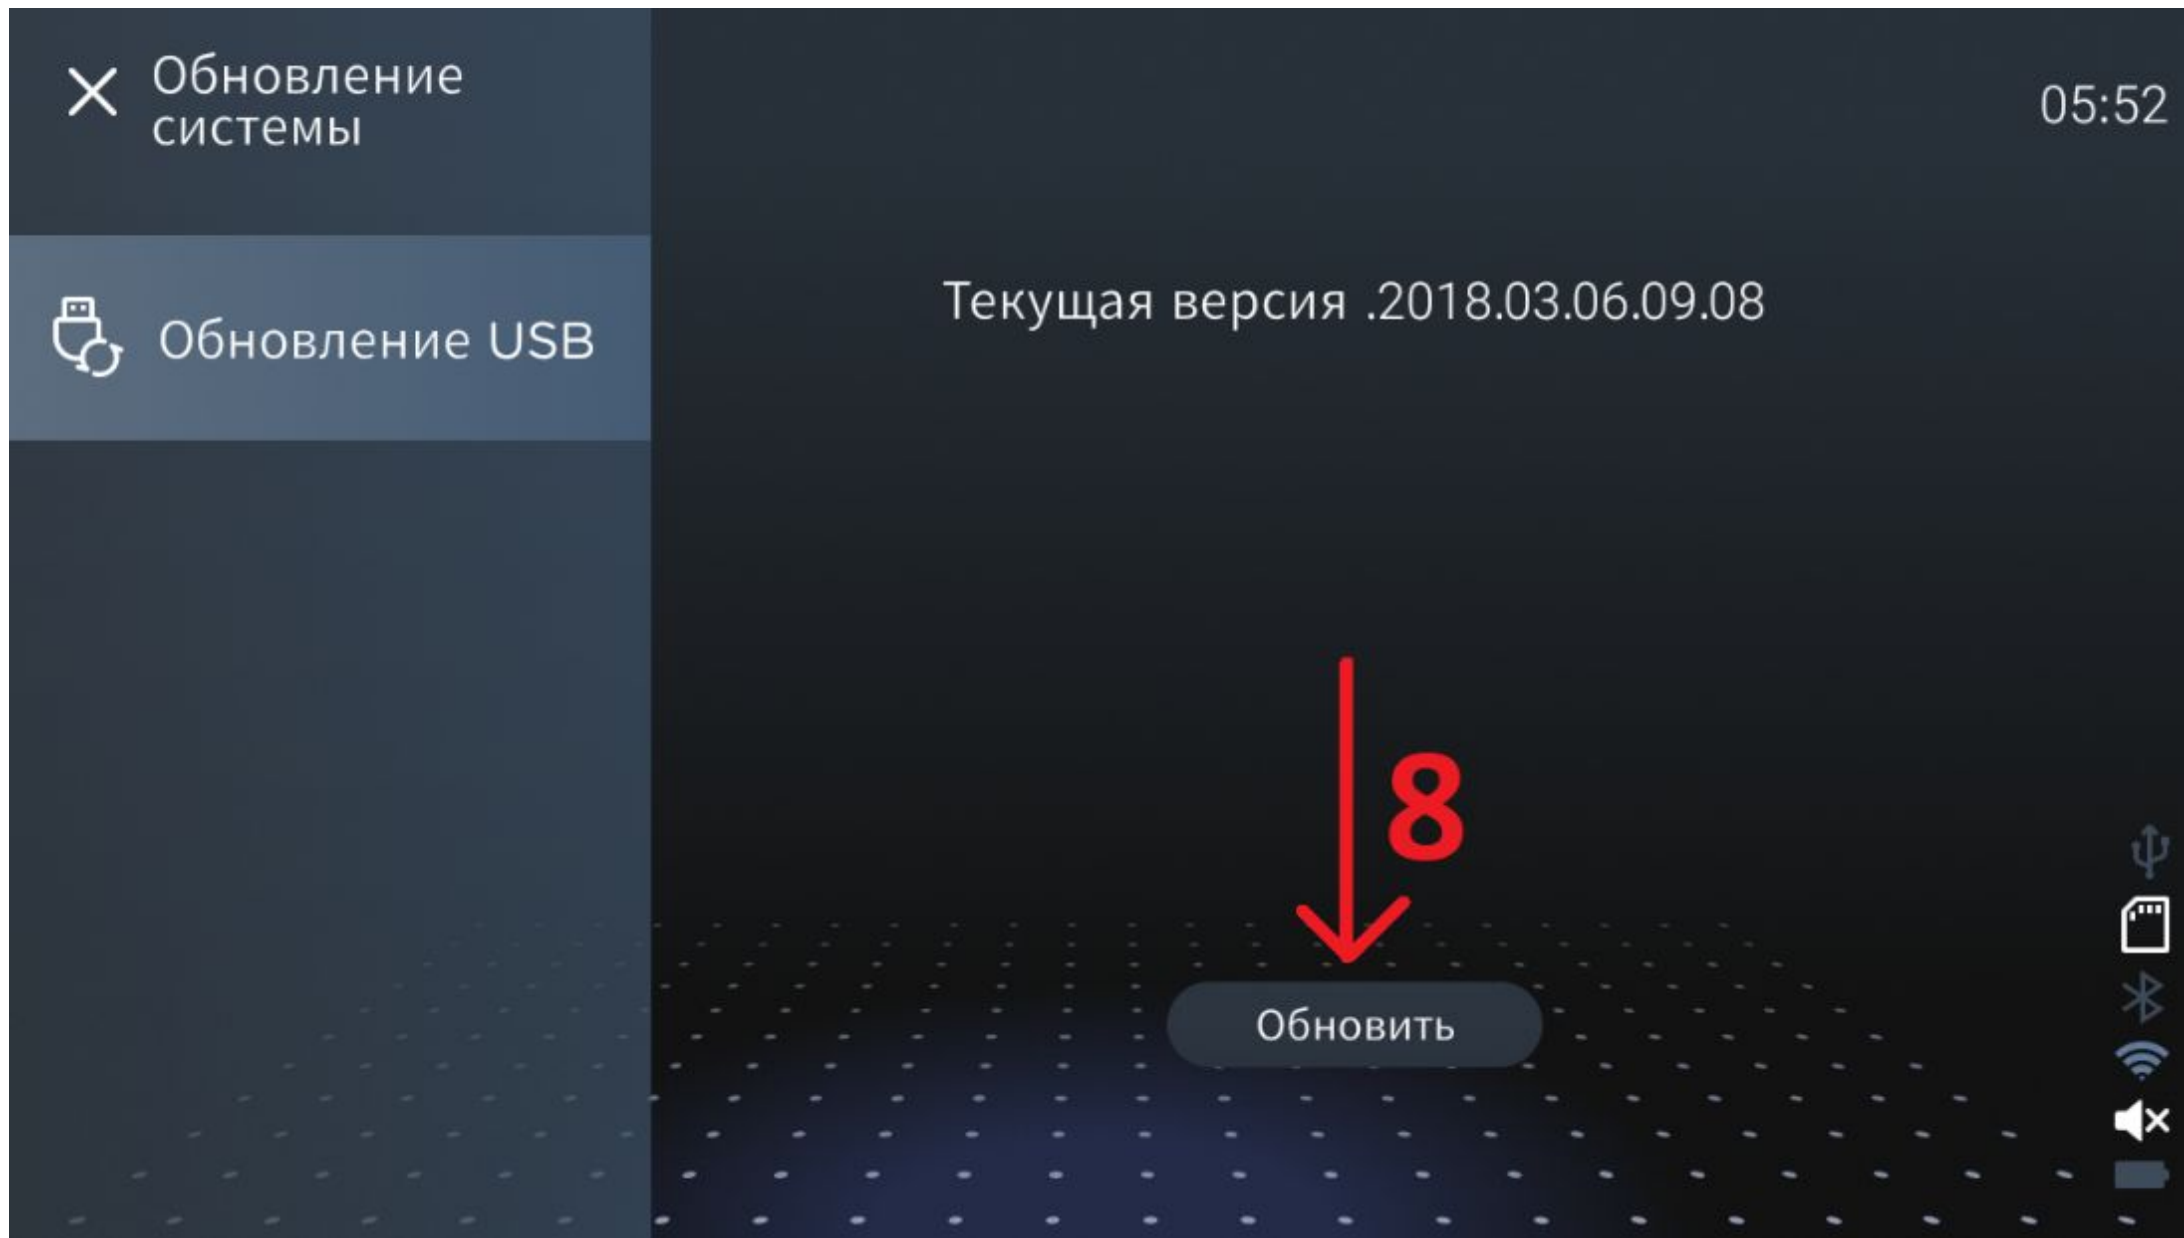 Обновление
системы
05:52
Обновление USB
Текущая версия .2018.03.06.09.08
8
Обновить